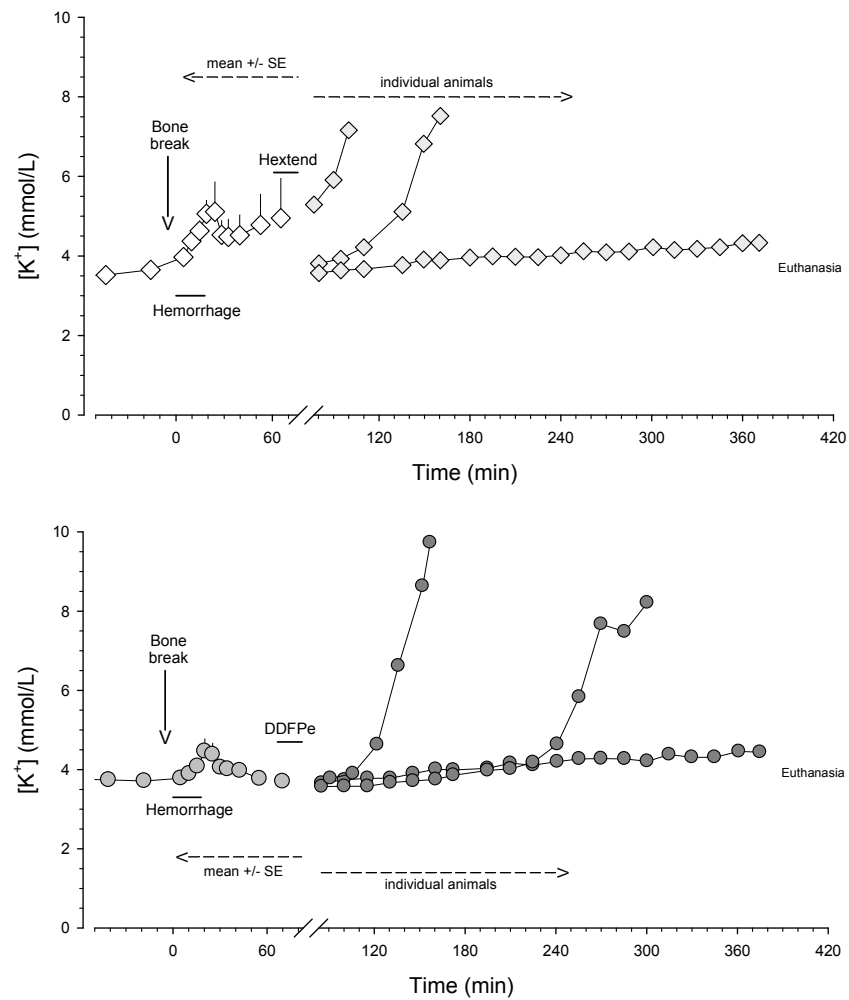 10
mean +/- SE
individual animals
8
Bone
break
Hextend
6
[K+] (mmol/L)
4
Euthanasia
Hemorrhage
2
0
0 60 120 180 240 300 360 420
Time (min)
10
8
Bone
break
6
DDFPe
[K+] (mmol/L)
4
Euthanasia
Hemorrhage
2
mean +/- SE
individual animals
0
0 60 120 180 240 300 360 420
Time (min)